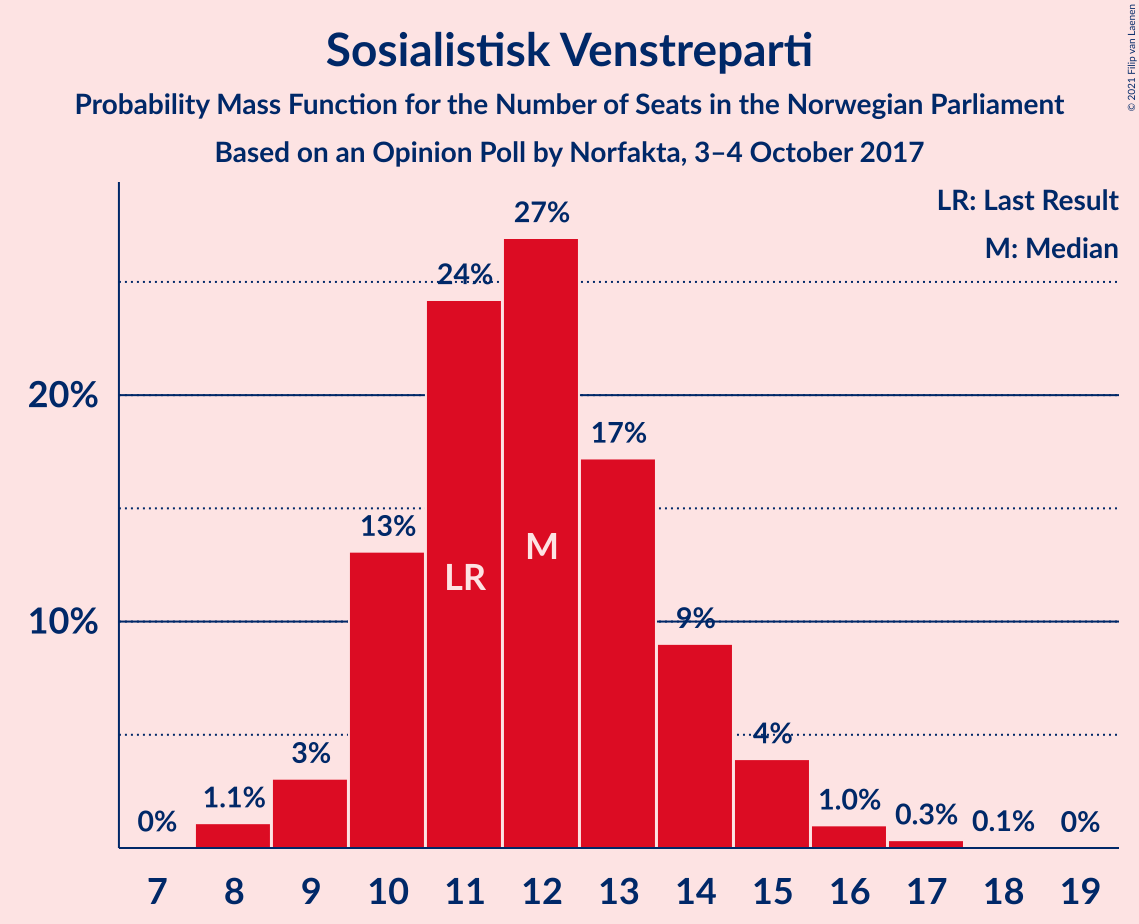 Sosialistisk Venstreparti
Probability Mass Function for the Number of Seats in the Norwegian Parliament
Based on an Opinion Poll by Norfakta, 3–4 October 2017
© 2021 Filip van Laenen
LR: Last Result
M: Median
20%
10%
0%
1.1%
3%
13%
24%
27%
17%
9%
4%
1.0%
0.3%
0.1%
0%
LR
M
7 8 9 10 11 12 13 14 15 16 17 18 19